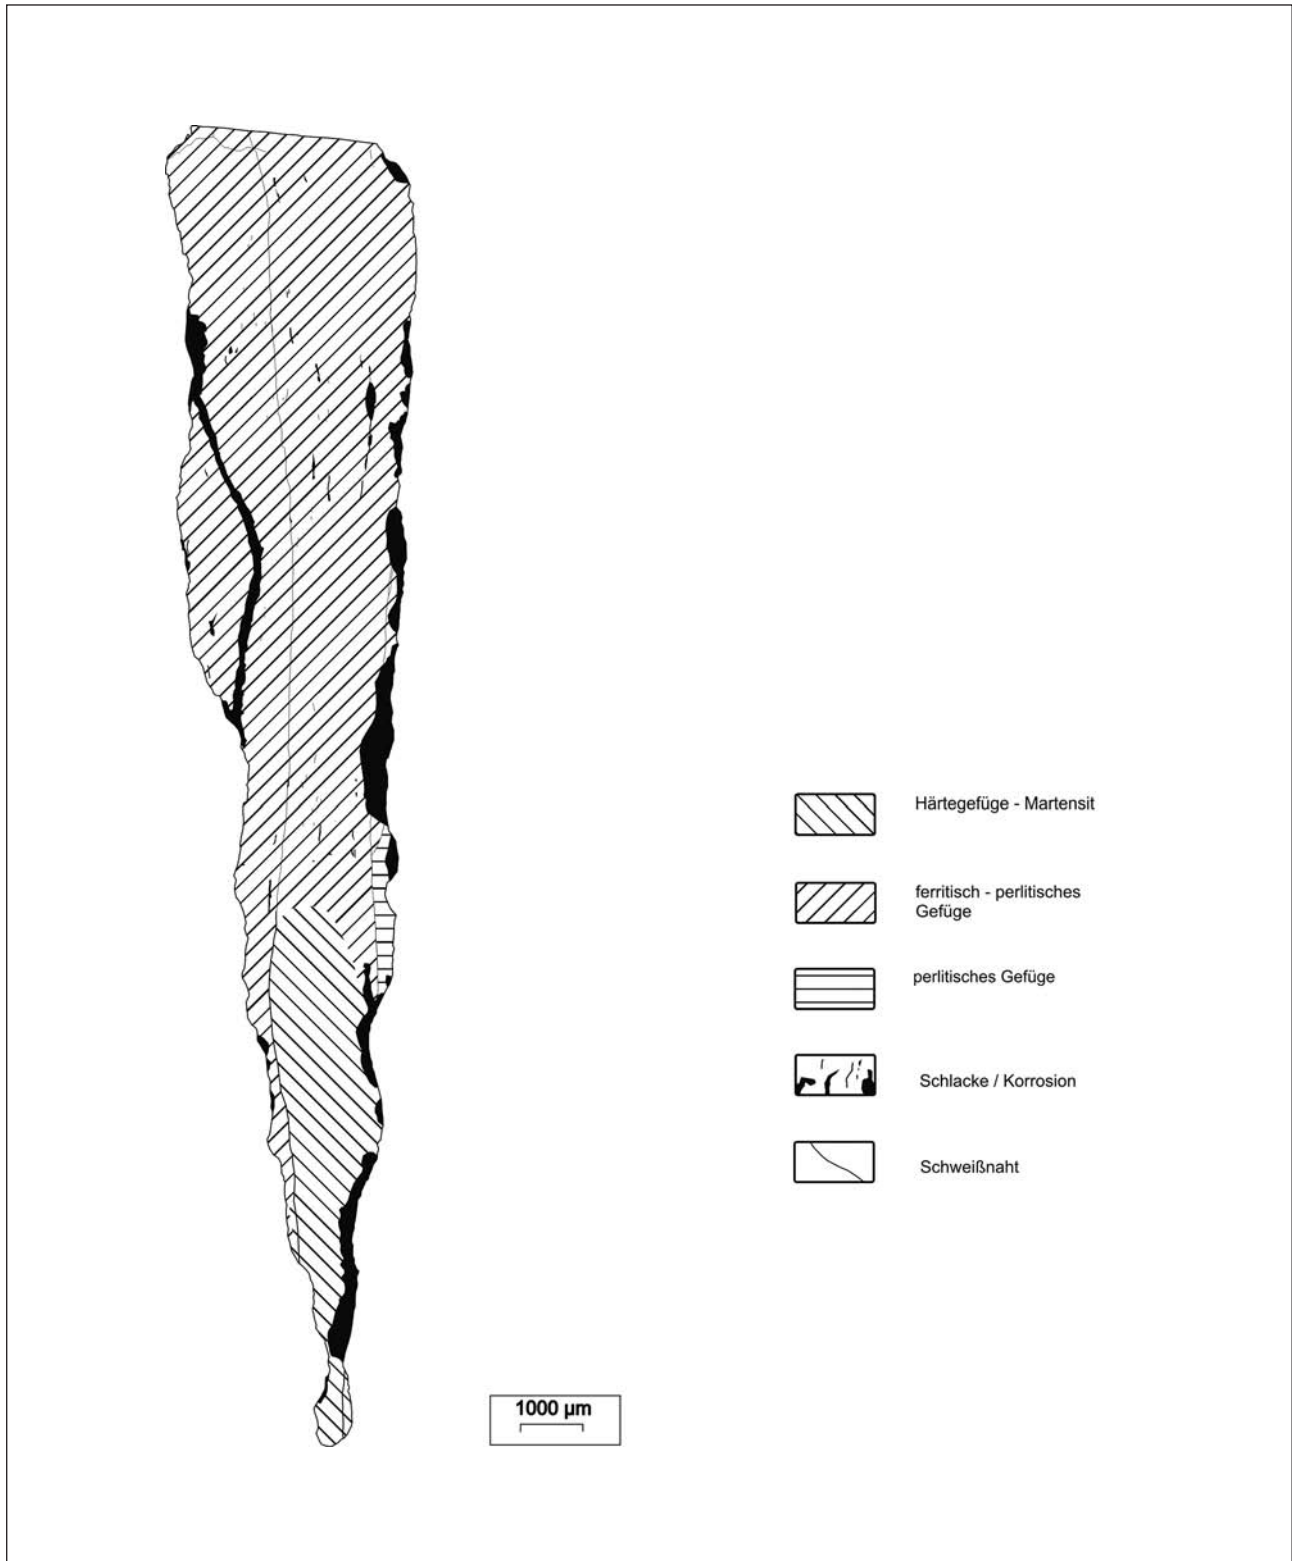 Härtegefüge - Martensit
ferritisch - perlitisches
Gefüge
perlitisches Gefüge
Schlacke / Korrosion
Schweißnaht
1000 µm